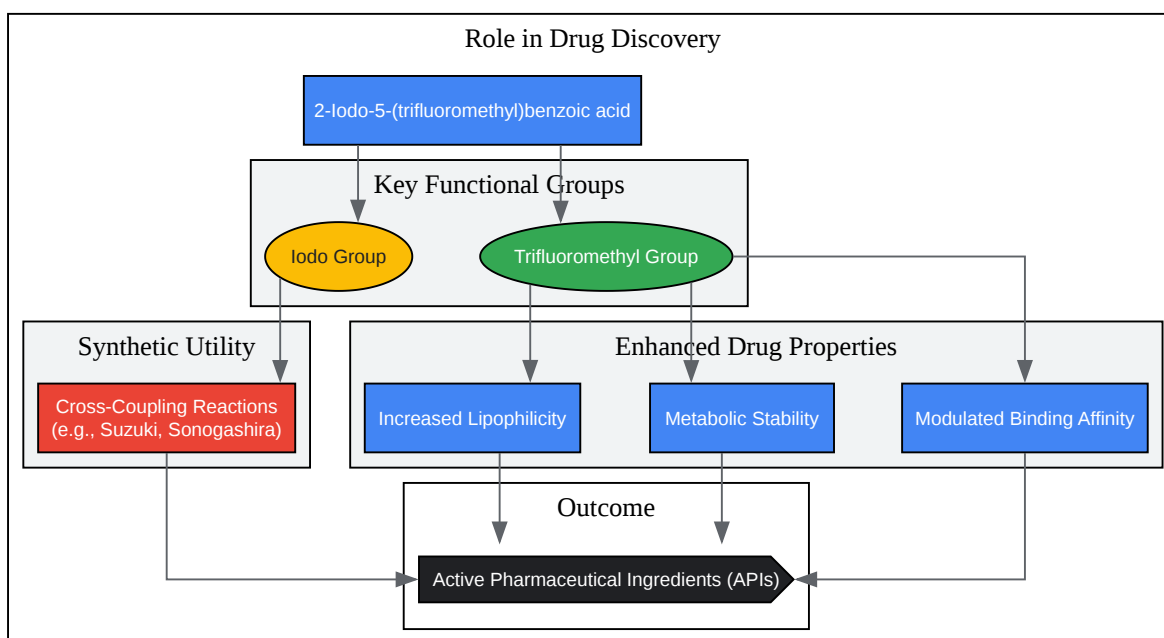 Role in Drug Discovery
2-Iodo-5-(trifluoromethyl)benzoic acid
Key Functional Groups
Iodo Group
Trifluoromethyl Group
Synthetic Utility
Enhanced Drug Properties
Cross-Coupling Reactions
(e.g., Suzuki, Sonogashira)
Increased Lipophilicity
Metabolic Stability
Modulated Binding Affinity
Outcome
Active Pharmaceutical Ingredients (APIs)